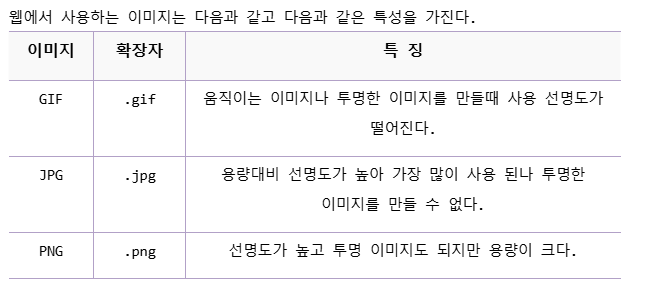 웹에서 사용하는 이미지는 다음과 같고 다음과 같은 특성을 가진다.
이미지 확장자 특 징
GIF .gif 움직이는 이미지나 투명한 이미지를 만들때 사용 선명도가
떨어진다.
JPG .jpg 용량대비 선명도가 높아 가장 많이 사용 된나 투명한
이미지를 만들 수 없다.
PNG .png 선명도가 높고 투명 이미지도 되지만 용량이 크다.